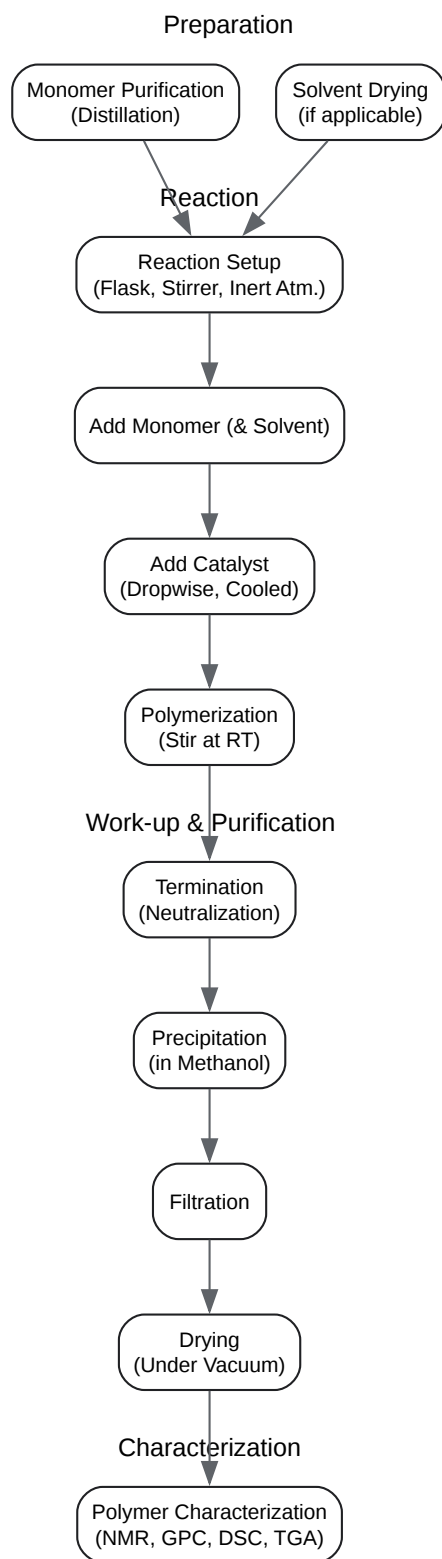 Preparation
Monomer Purification
(Distillation)
Solvent Drying
(if applicable)
Reaction
Reaction Setup
(Flask, Stirrer, Inert Atm.)
Add Monomer (& Solvent)
Add Catalyst
(Dropwise, Cooled)
Polymerization
(Stir at RT)
Work-up & Purification
Termination
(Neutralization)
Precipitation
(in Methanol)
Filtration
Drying
(Under Vacuum)
Characterization
Polymer Characterization
(NMR, GPC, DSC, TGA)